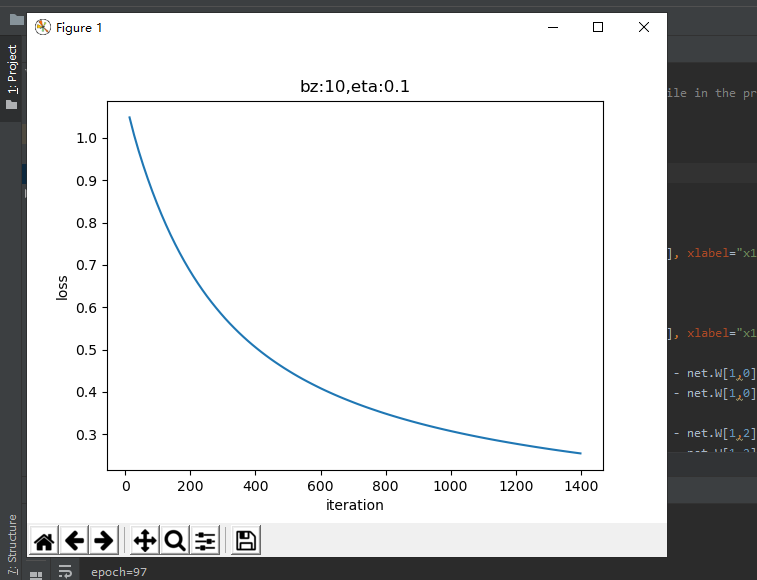 Figure 1
1: Project
ile in the pr
bz:10,eta:0.1
1.0
0.9
0.8
0.7
0.6
0.5
0.4
0.3
loss
0 200 400 600 800 1000 1200 1400
iteration
], xlabel="x1
], xlabel="x1
- net.W[1,0]
- net.W[1,0]
- net.W[1,2]
7: Structure
epoch=97